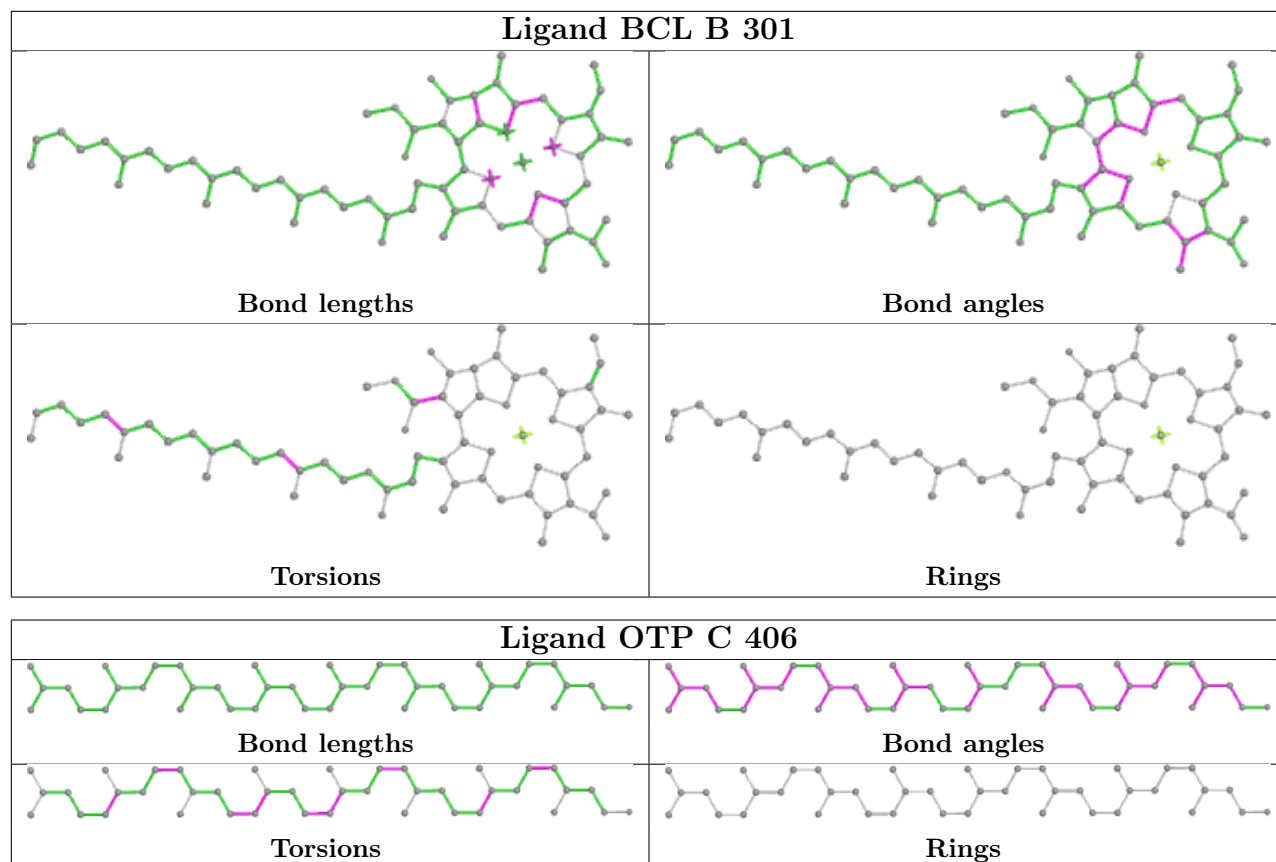 Ligand BCL B 301
Bond lengths
Bond angles
Torsions
Rings
Ligand OTP C 406
Bond lengths
Bond angles
Torsions
Rings